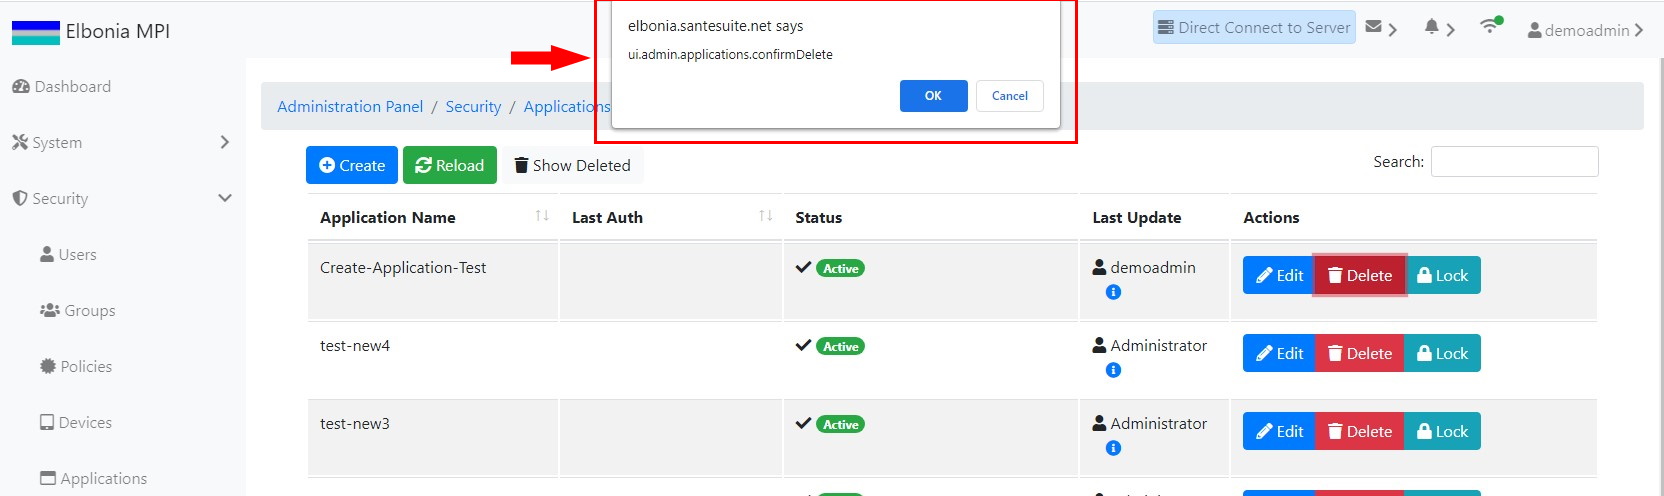 elbonia.santesuite.net says
ui.admin.applications.confirmDelete
OK Cancel
Elbonia MPI
Direct Connect to Server
demoadmin
Dashboard
System
Security
Users
Groups
Policies
Devices
Applications
Administration Panel / Security / Applications
Create Reload Show Deleted
Search:
Application Name Last Auth Status Last Update Actions
Create-Application-Test Active demoadmin Edit Delete Lock
test-new4 Active Administrator Edit Delete Lock
test-new3 Active Administrator Edit Delete Lock